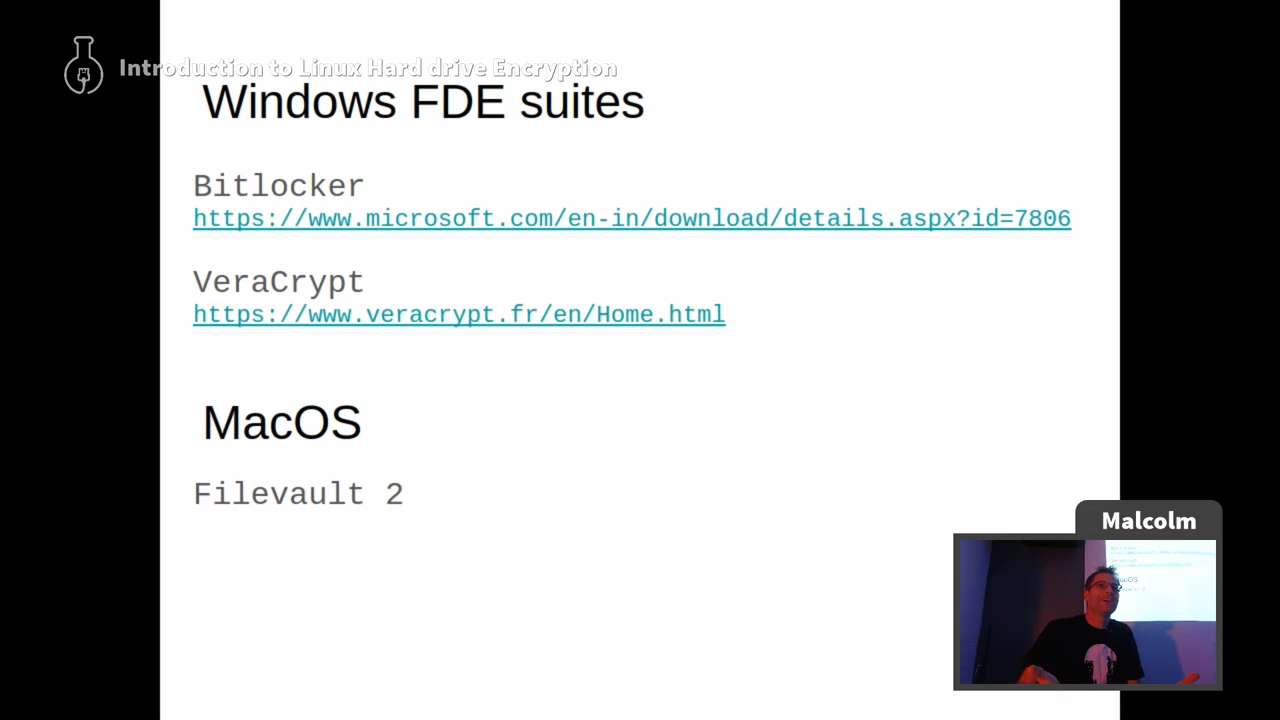 Introduction to Linux Hard drive Encryption
Windows FDE suites
Bitlocker
https://www.microsoft.com/en-in/download/details.aspx?id=7806
VeraCrypt
https://www.veracrypt.fr/en/Home.html
MacOS
Filevault 2
Malcolm